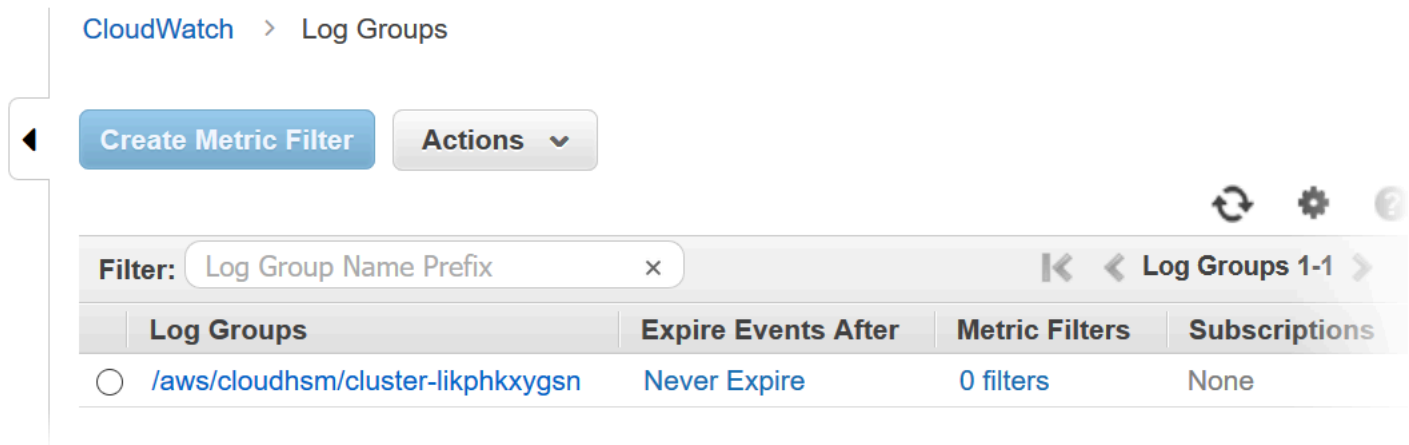 CloudWatch > Log Groups
Create Metric Filter Actions
Filter: Log Group Name Prefix × Log Groups 1-1
Log Groups Expire Events After Metric Filters Subscriptions
/aws/cloudhsm/cluster-likphkxygsn Never Expire 0 filters None